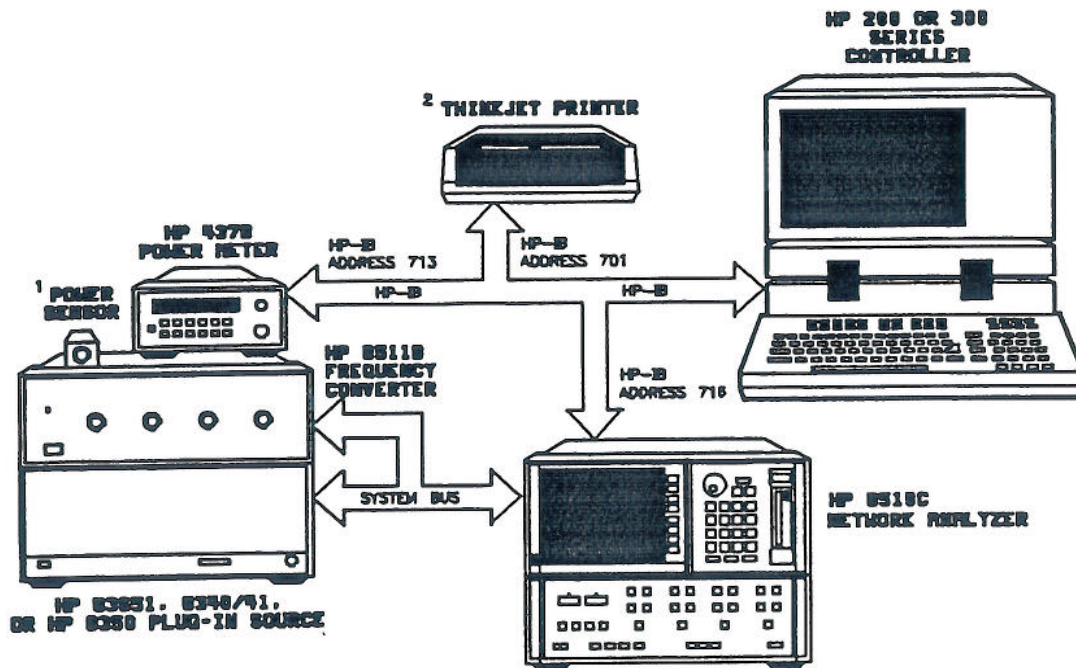 HP 200 OR 300
SERIES
CONTROLLER
2 THINKJET PRINTER
HP 437B
POWER METER
HP-IB
ADDRESS 713
HP-IB
ADDRESS 701
HP-IB
HP-IB
1 POWER
SENSOR
HP 8511B
FREQUENCY
CONVERTER
HP-IB
ADDRESS 716
SYSTEM BUS
HP 8510C
NETWORK ANALYZER
HP 83651, 8340/41,
OR HP 8350 PLUG-IN SOURCE